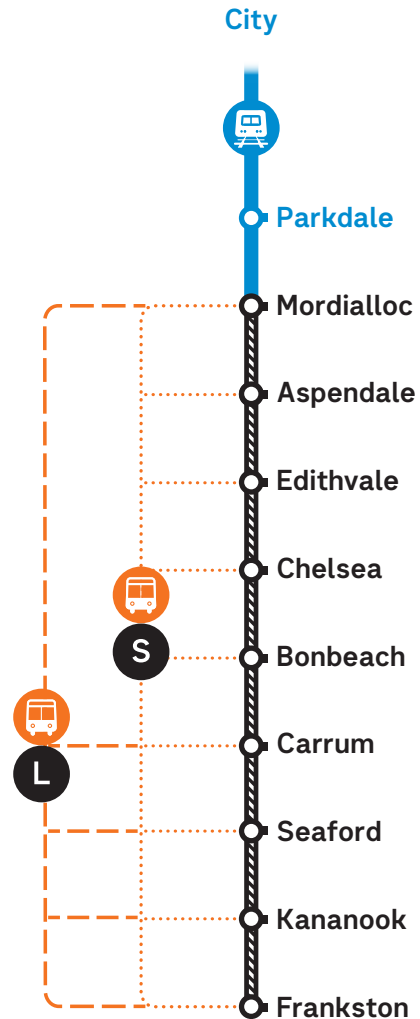 City
Parkdale
Mordialloc
Aspendale
Edithvale
Chelsea
S
Bonbeach
Carrum
L
Seaford
Kananook
Frankston